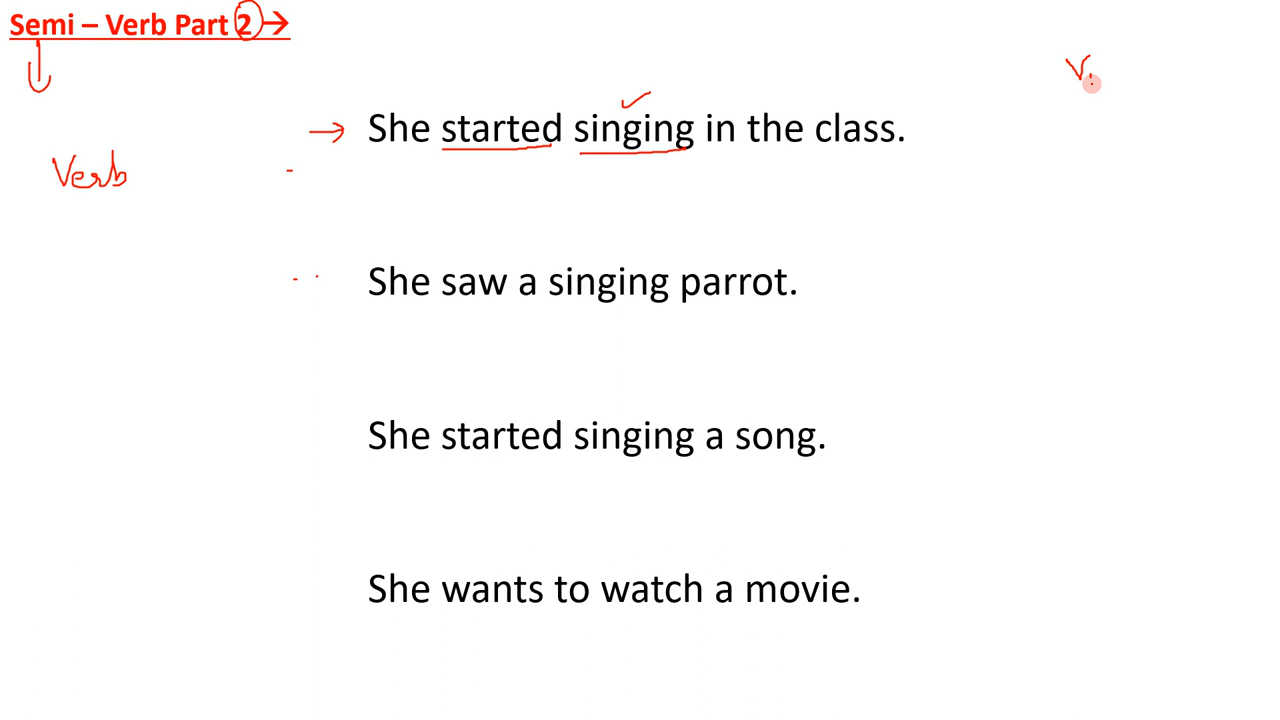 Semi – Verb Part 2→
V
She started singing in the class.
Verb
She saw a singing parrot.
She started singing a song.
She wants to watch a movie.